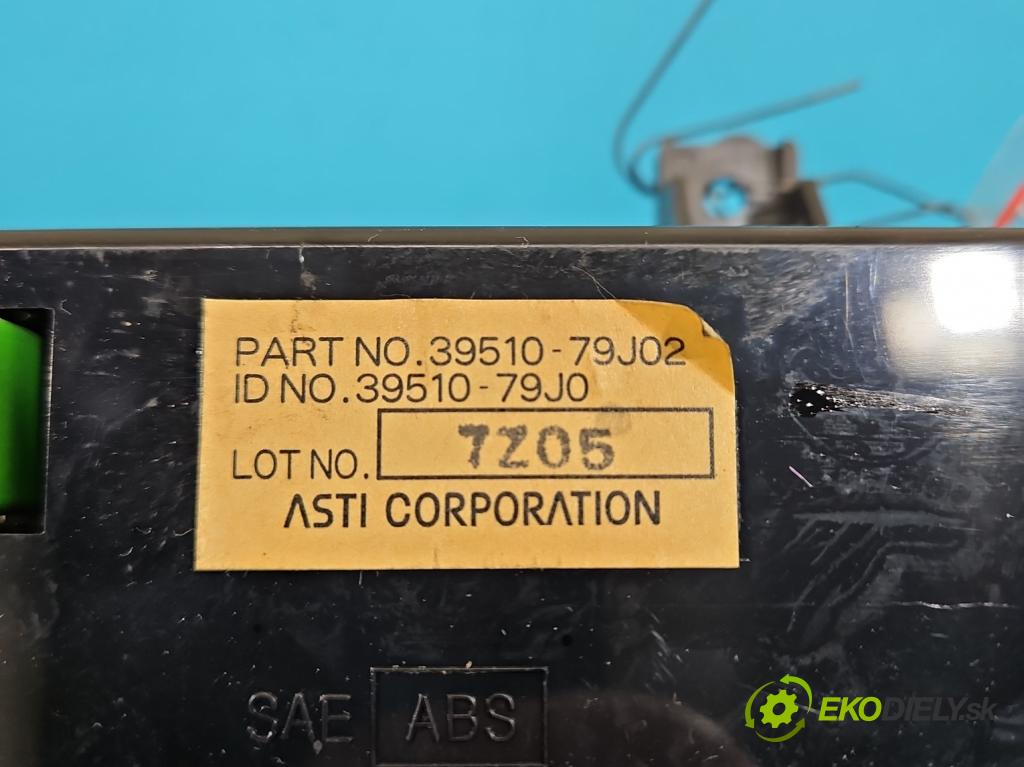 PART NO.39510-79J02
ID NO.39510-79J0
LOT NO. 7Z05
ASTI CORPORATION
SAE ABS
EKODIELY.sk